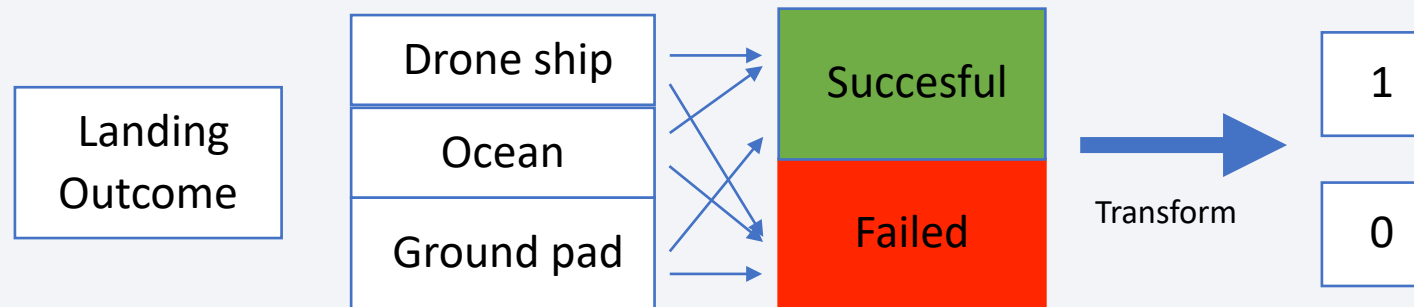 Landing
Outcome
Drone ship
Ocean
Ground pad
Succesful
Failed
Transform
1
0